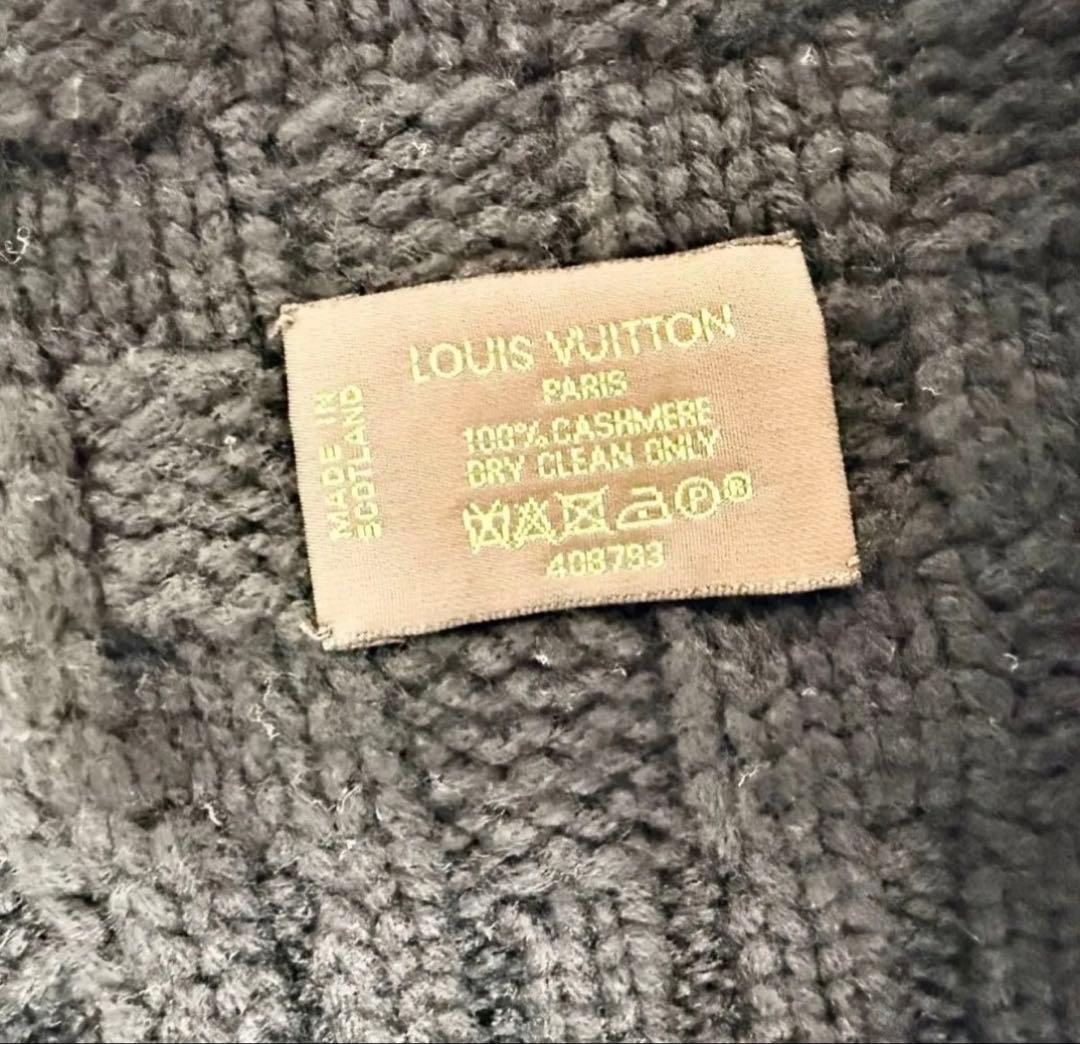 LOUIS VUITTON
PARIS
100% CASHMERE
DRY CLEAN ONLY
P ®
408793
MADE IN
SCOTLAND